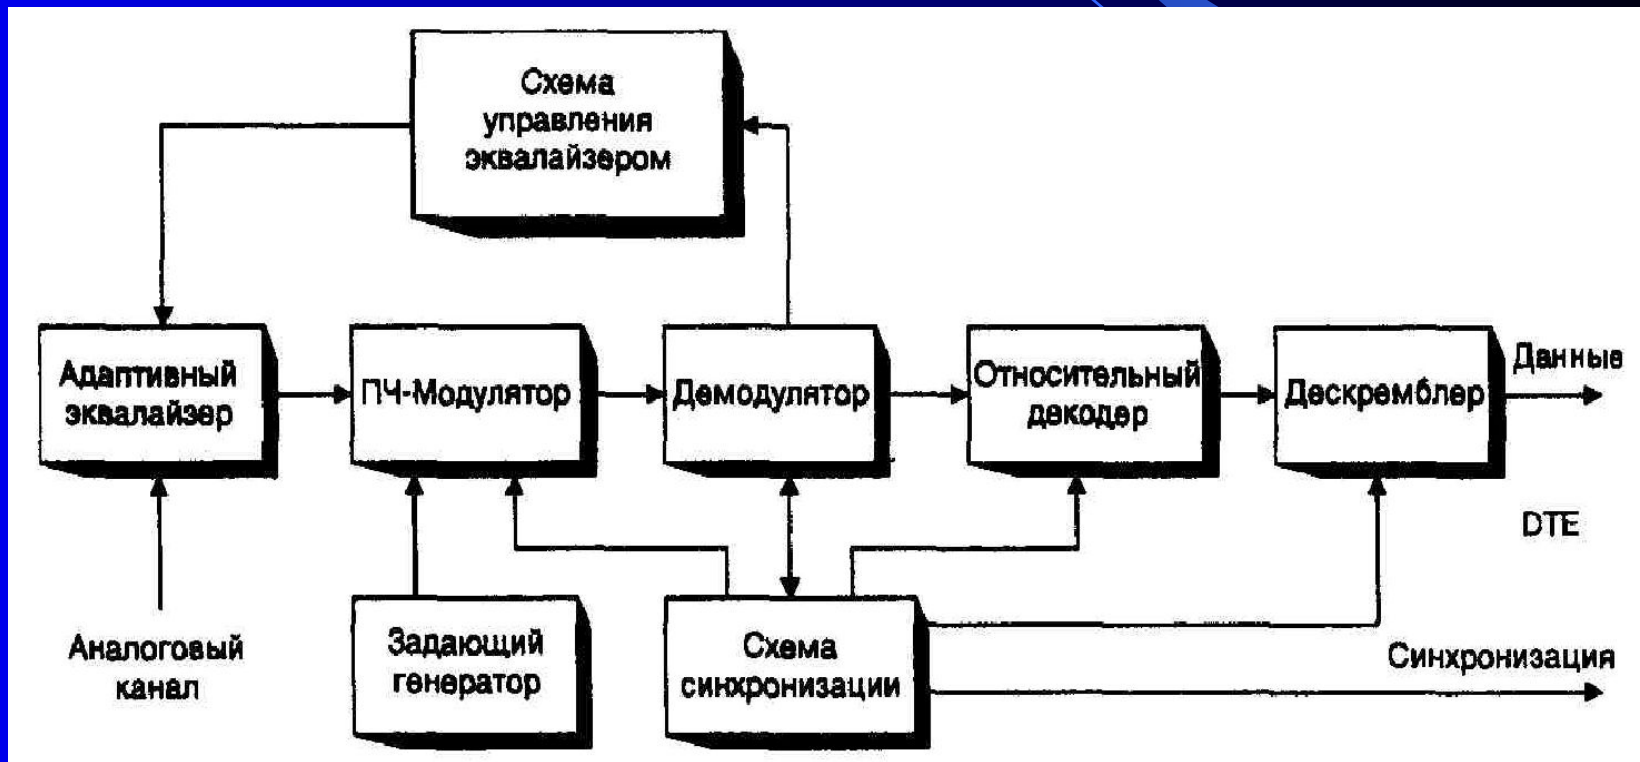 Схема
управления
эквалайзером
Адаптивный
эквалайзер
ПЧ-Модулятор
Демодулятор
Относительный
декодер
Дескремблер
Данные
DTE
Аналоговый
канал
Задающий
генератор
Схема
синхронизации
Синхронизация